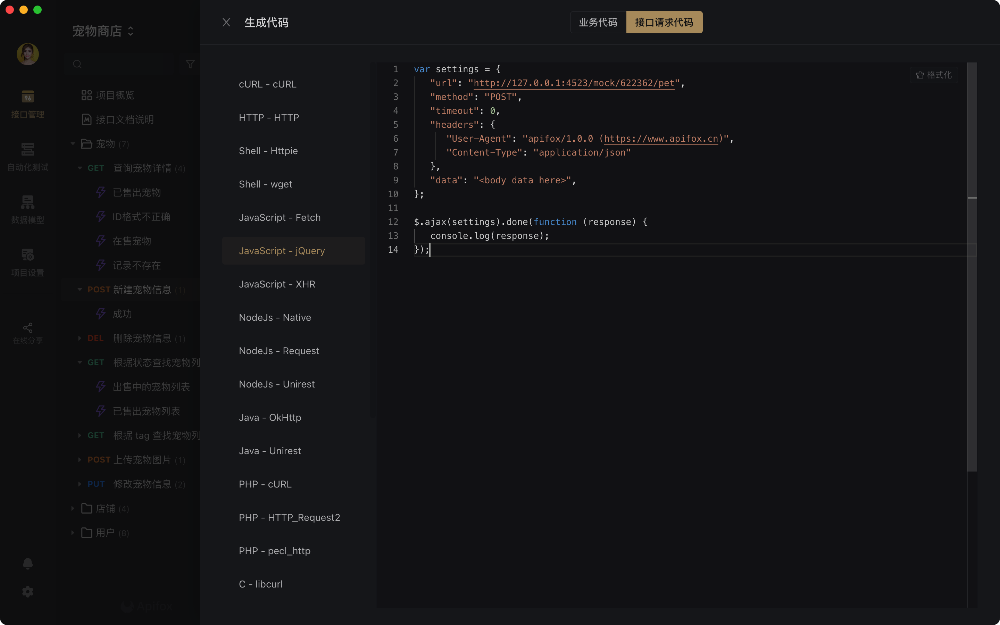 宠物商店
接口管理
自动化测试
数据模型
项目设置
在线分享
项目概览
接口文档说明
宠物 (7)
GET 查询宠物详情 (4)
已售出宠物
ID格式不正确
在售宠物
记录不存在
POST 新建宠物信息 (1)
成功
DEL 删除宠物信息 (1)
GET 根据状态查找宠物列
出售中的宠物列表
已售出宠物列表
GET 根据 tag 查找宠物列
POST 上传宠物图片 (1)
PUT 修改宠物信息 (2)
店铺 (4)
用户 (8)
Apifox
生成代码
业务代码
接口请求代码
cURL - cURL
HTTP - HTTP
Shell - Httpie
Shell - wget
JavaScript - Fetch
JavaScript - jQuery
JavaScript - XHR
NodeJs - Native
NodeJs - Request
NodeJs - Unirest
Java - OkHttp
Java - Unirest
PHP - cURL
PHP - HTTP_Request2
PHP - pecl_http
C - libcurl
格式化
1 var settings = {
2 "url": "http://127.0.0.1:4523/mock/622362/pet",
3 "method": "POST",
4 "timeout": 0,
5 "headers": {
6 "User-Agent": "apifox/1.0.0 (https://www.apifox.cn)",
7 "Content-Type": "application/json"
8 },
9 "data": "<body data here>",
10 };
11
12 $.ajax(settings).done(function (response) {
13 console.log(response);
14 });